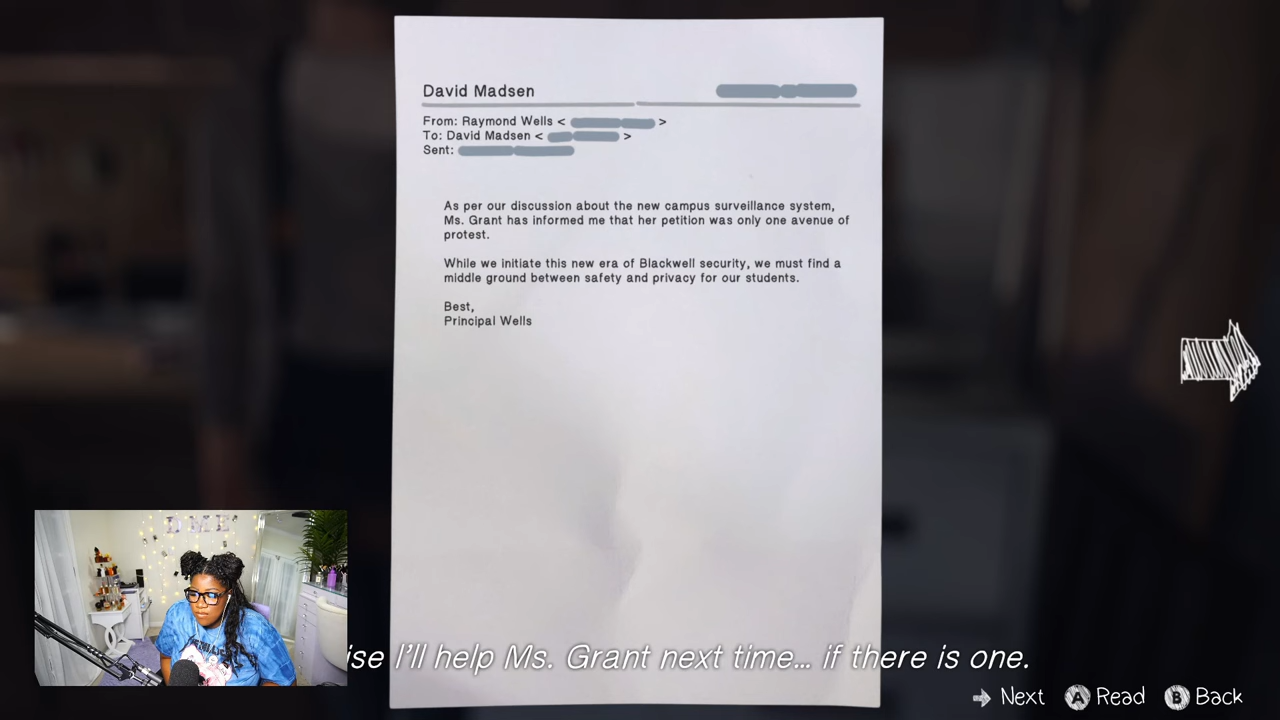 David Madsen
From: Raymond Wells < >
To: David Madsen < >
Sent:
As per our discussion about the new campus surveillance system,
Ms. Grant has informed me that her petition was only one avenue of
protest.
While we initiate this new era of Blackwell security, we must find a
middle ground between safety and privacy for our students.
Best,
Principal Wells
ise I'll help Ms. Grant next time... if there is one.
Next A Read B Back